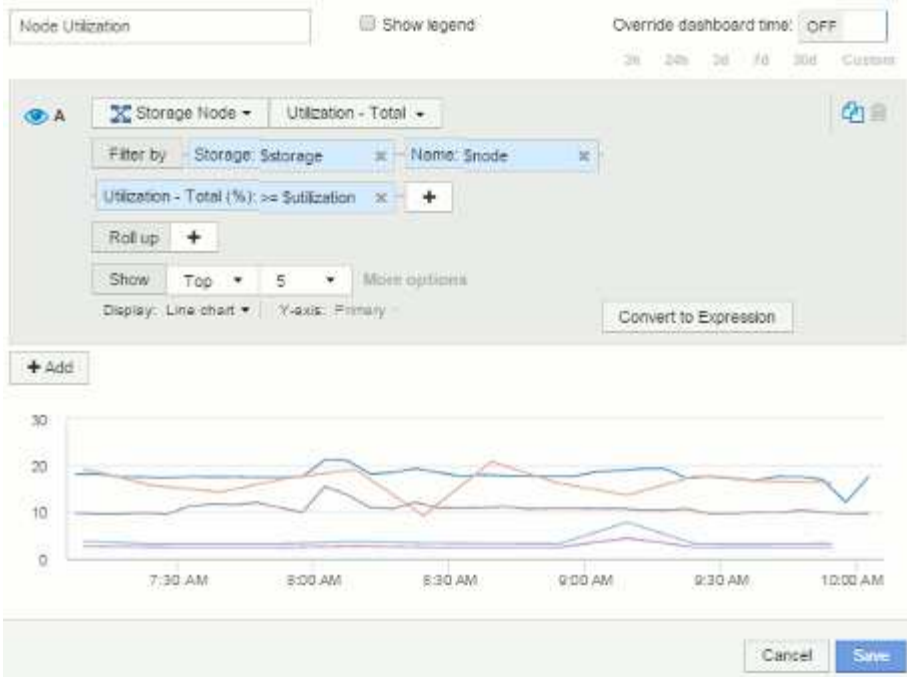 Node Utilization Show legend Override dashboard time: OFF
3h 24h 3d 7d 30d Custom
A Storage Node Utilization - Total
Filter by Storage: $storage × Name: $node ×
Utilization - Total (%): >= $utilization × +
Roll up +
Show Top 5 More options
Display: Line chart Y-axis: Primary
Convert to Expression
+ Add
30
20
10
0
7:30 AM 8:00 AM 8:30 AM 9:00 AM 9:30 AM 10:00 AM
Cancel Save